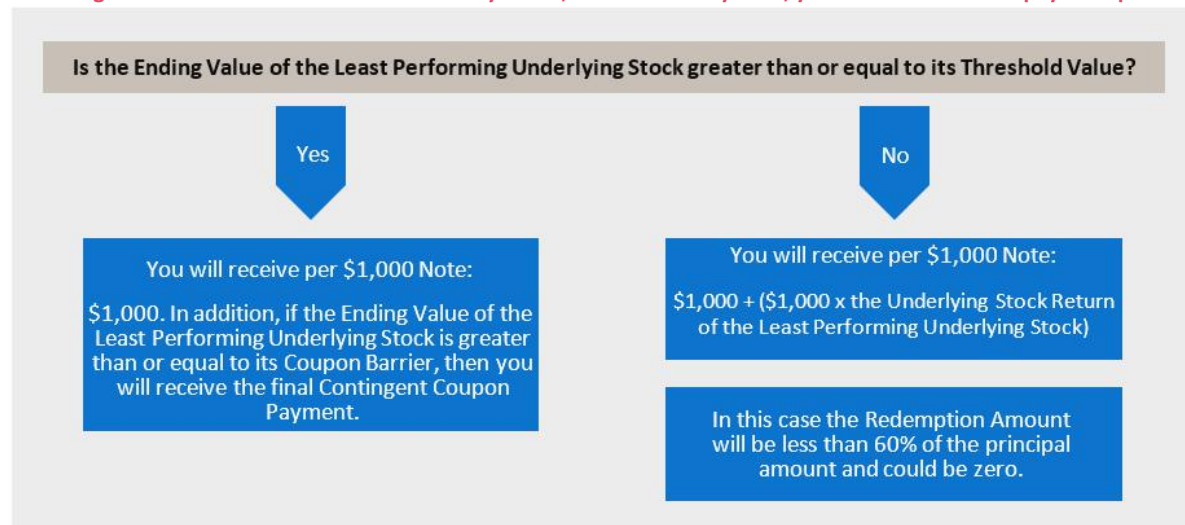 Is the Ending Value of the Least Performing Underlying Stock greater than or equal to its Threshold Value?
Yes
No
You will receive per $1,000 Note:
$1,000. In addition, if the Ending Value of the
Least Performing Underlying Stock is greater
than or equal to its Coupon Barrier, then you
will receive the final Contingent Coupon
Payment.
You will receive per $1,000 Note:
$1,000 + ($1,000 x the Underlying Stock Return
of the Least Performing Underlying Stock)
In this case the Redemption Amount
will be less than 60% of the principal
amount and could be zero.